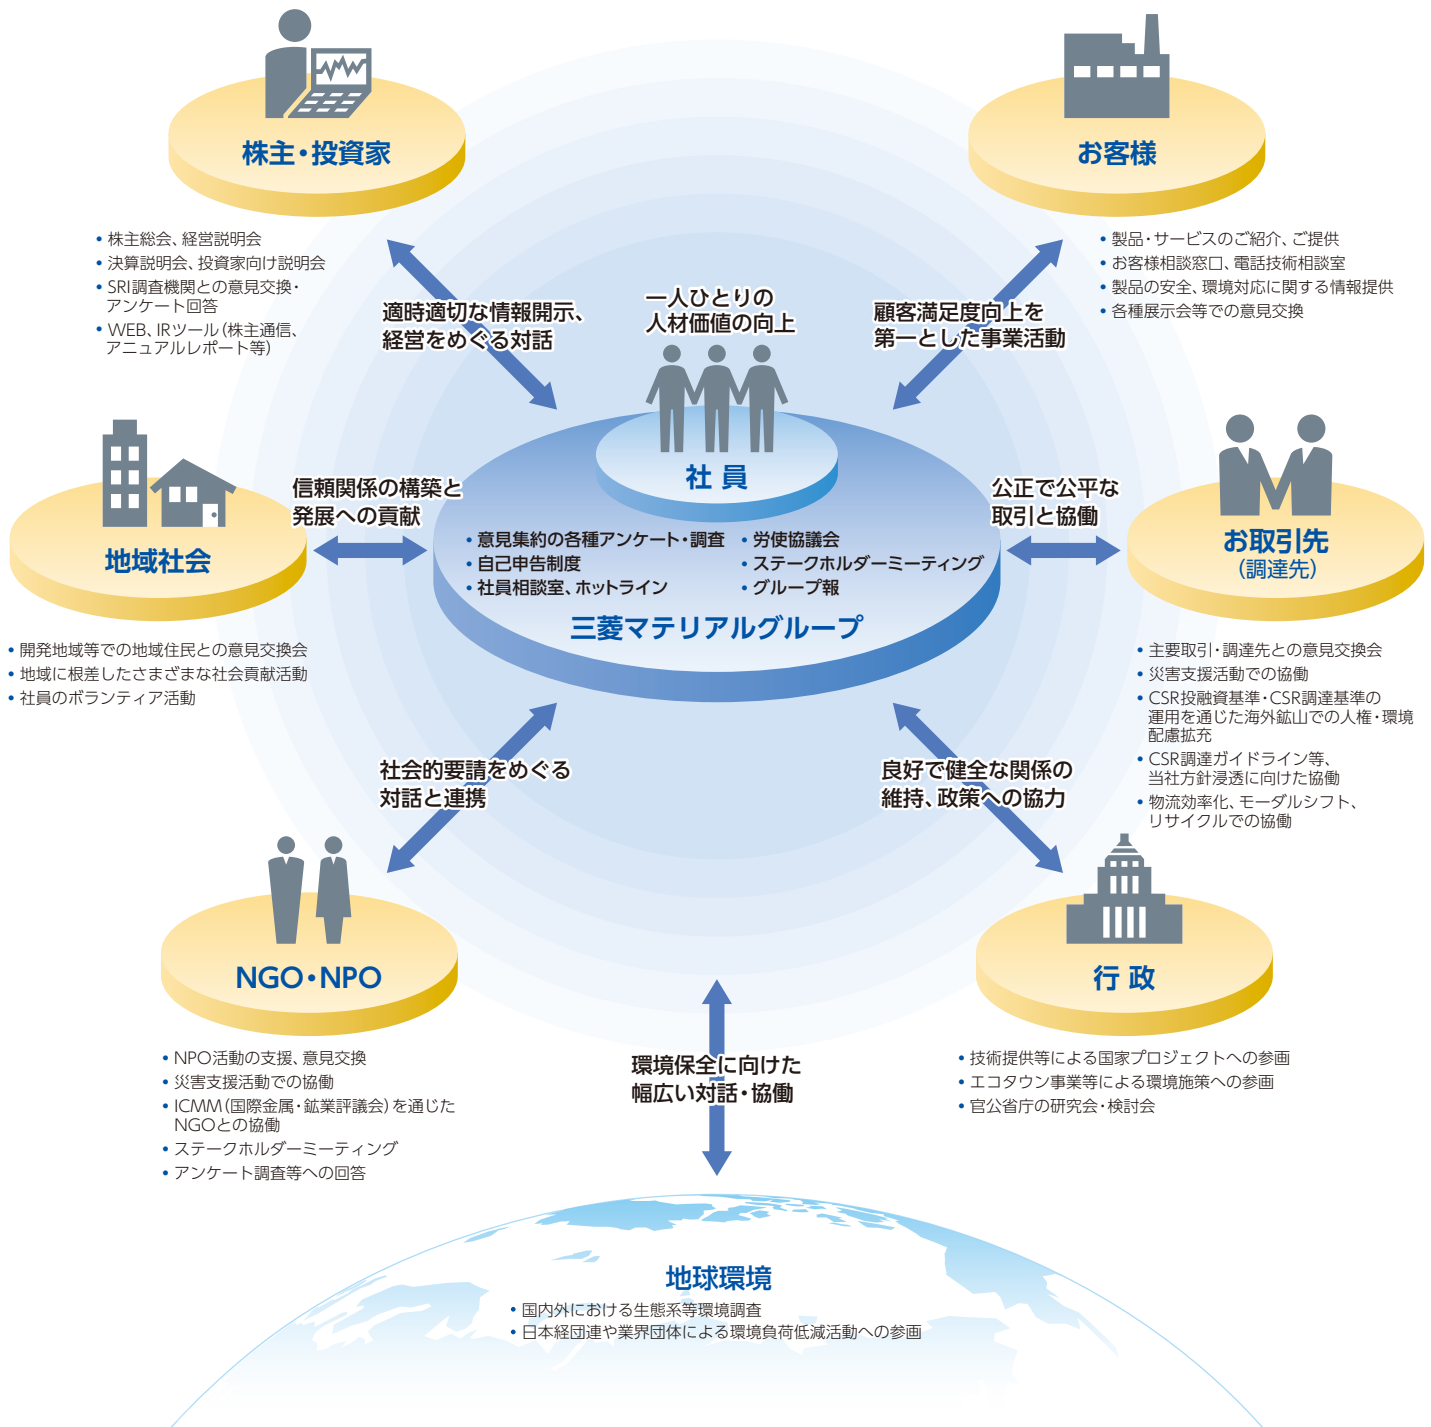 株主・投資家
• 株主総会、経営説明会
• 決算説明会、投資家向け説明会
• SRI調査機関との意見交換・
アンケート回答
• WEB、IRツール(株主通信、
アニュアルレポート等)
適時適切な情報開示、
経営をめぐる対話
一人ひとりの
人材価値の向上
お客様
• 製品・サービスのご紹介、ご提供
• お客様相談窓口、電話技術相談室
• 製品の安全、環境対応に関する情報提供
• 各種展示会等での意見交換
顧客満足度向上を
第一とした事業活動
社員
• 意見集約の各種アンケート・調査
• 自己申告制度
• 社員相談室、ホットライン
• 労使協議会
• ステークホルダーミーティング
• グループ報
三菱マテリアルグループ
信頼関係の構築と
発展への貢献
地域社会
• 開発地域等での地域住民との意見交換会
• 地域に根差したさまざまな社会貢献活動
• 社員のボランティア活動
公正で公平な
取引と協働
お取引先
(調達先)
• 主要取引・調達先との意見交換会
• 災害支援活動での協働
• CSR投融資基準・CSR調達基準の
運用を通じた海外鉱山での人権・環境
配慮拡充
• CSR調達ガイドライン等、
当社方針浸透に向けた協働
• 物流効率化、モーダルシフト、
リサイクルでの協働
社会的要請をめぐる
対話と連携
良好で健全な関係の
維持、政策への協力
NGO・NPO
• NPO活動の支援、意見交換
• 災害支援活動での協働
• ICMM(国際金属・鉱業評議会)を通じた
NGOとの協働
• ステークホルダーミーティング
• アンケート調査等への回答
行政
• 技術提供等による国家プロジェクトへの参画
• エコタウン事業等による環境施策への参画
• 官公省庁の研究会・検討会
環境保全に向けた
幅広い対話・協働
地球環境
• 国内外における生態系等環境調査
• 日本経団連や業界団体による環境負荷低減活動への参画